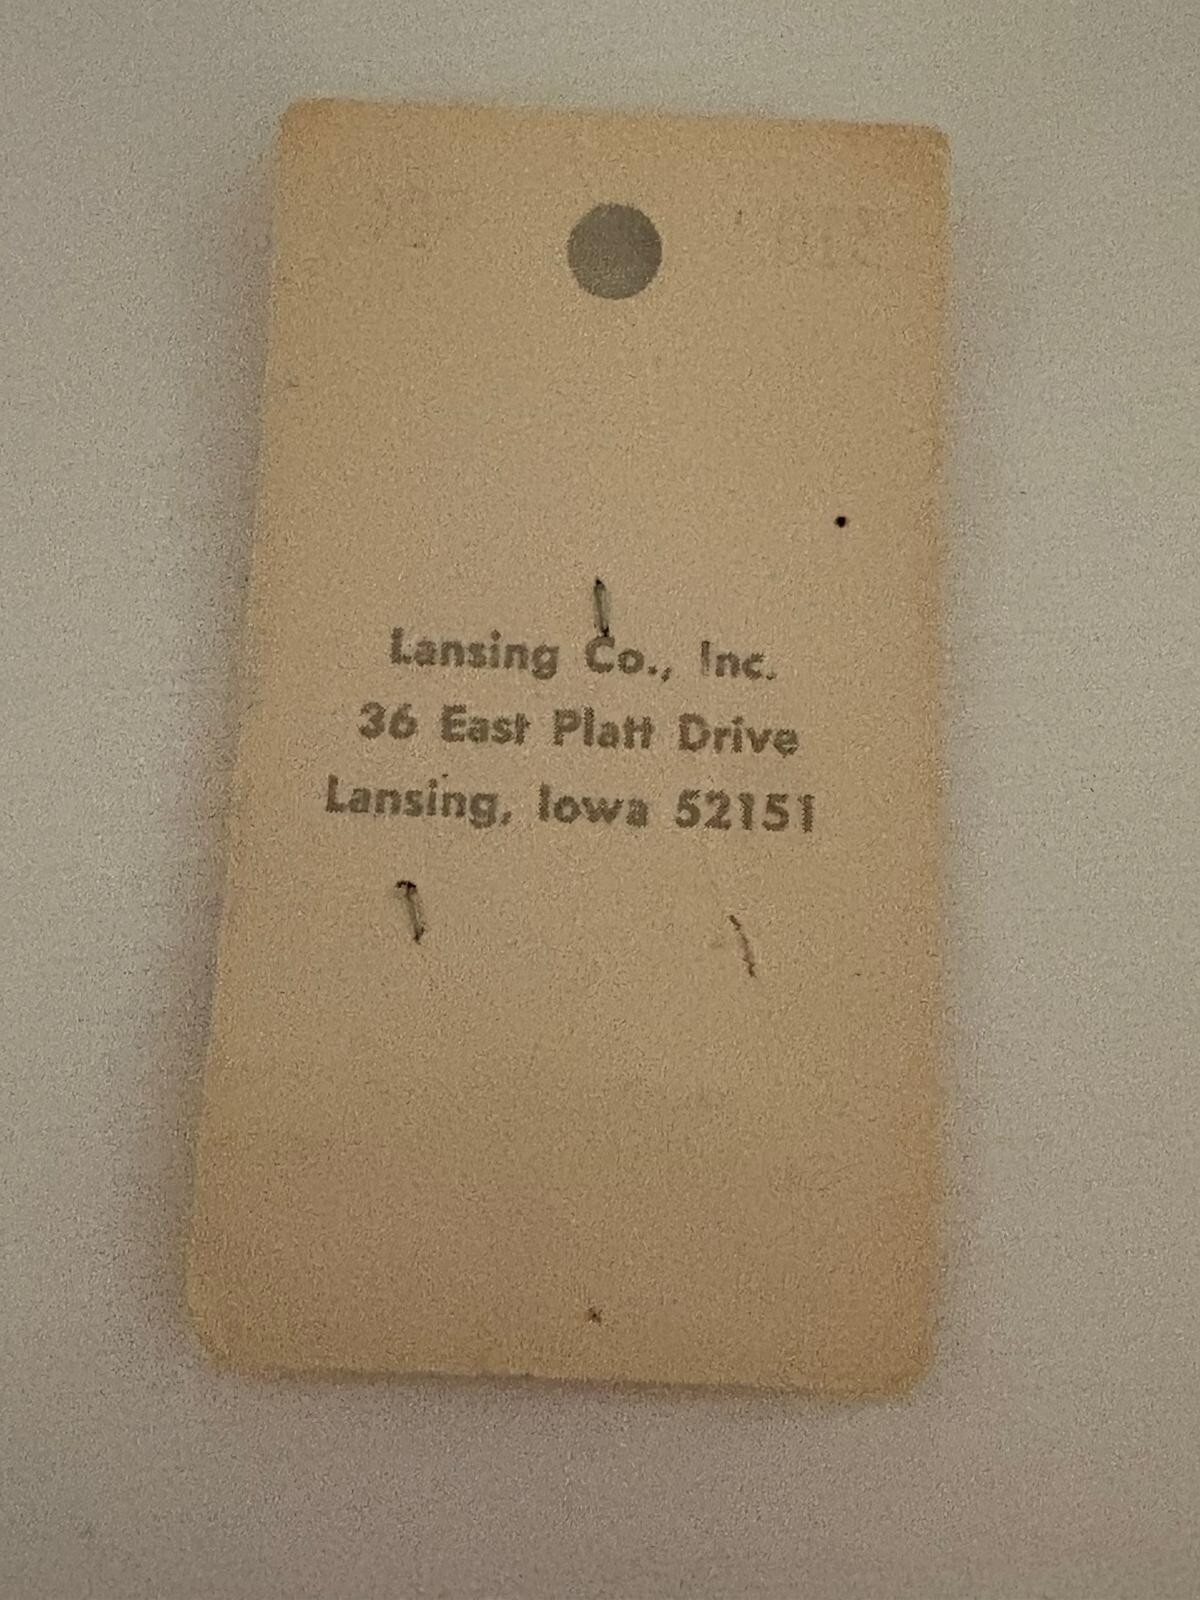 Lansing Co., Inc.
36 East Platt Drive
Lansing, Iowa 52151